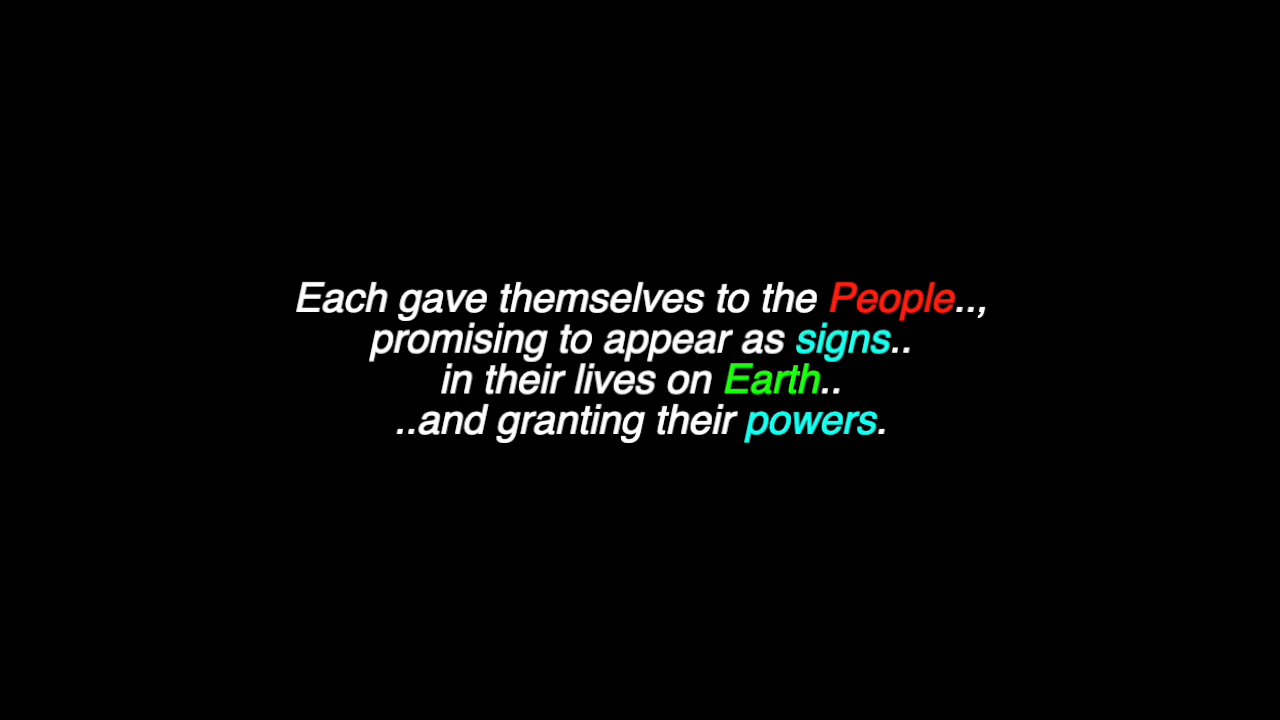 Each gave themselves to the People..,
promising to appear as signs..
in their lives on Earth..
..and granting their powers.